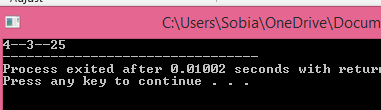 C:\Users\Sobia\OneDrive\Docum
4--3--25
--------------------------------
Process exited after 0.01002 seconds with retur
Press any key to continue . . .